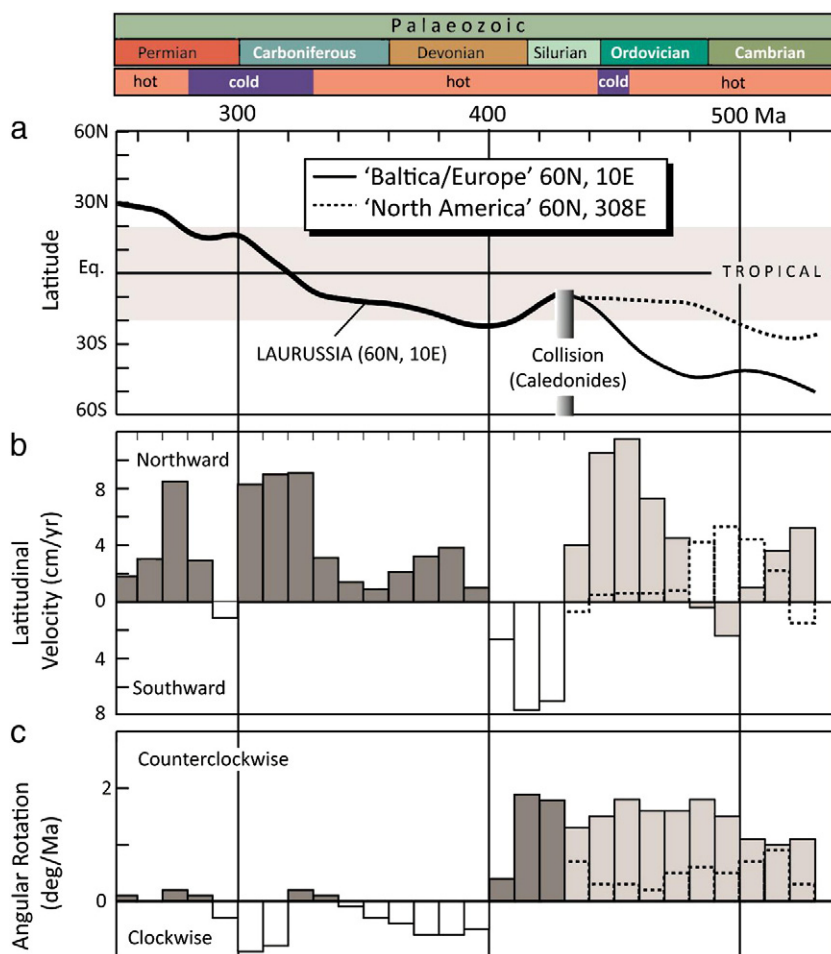 Palaeozoic
Permian Carboniferous Devonian Silurian Ordovician Cambrian
hot cold hot cold hot
300 400 500 Ma
a
60N
30N
Eq.
30S
60S
Latitude
'Baltica/Europe' 60N, 10E
'North America' 60N, 308E
TROPICAL
LAURUSSIA (60N, 10E)
Collision
(Caledonides)
b
Northward
8
4
0
4
8
Latitudinal
Velocity (cm/yr)
Southward
c
Counterclockwise
2
1
0
Angular Rotation
(deg/Ma)
Clockwise